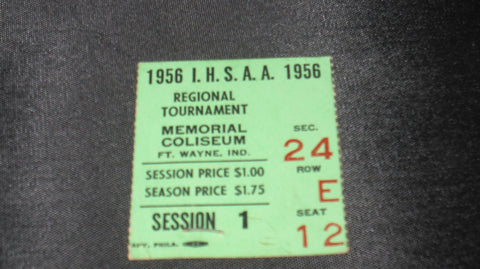 1956 I. H. S. A. A. 1956
REGIONAL
TOURNAMENT
MEMORIAL
COLISEUM
FT. WAYNE, IND.
SESSION PRICE $1.00
SEASON PRICE $1.75
SESSION 1
SEC.
24
ROW
E
SEAT
12
PHILA.